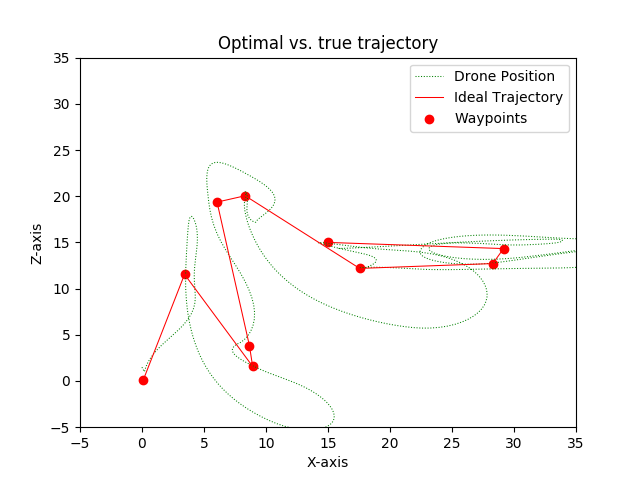 Optimal vs. true trajectory
Drone Position
Ideal Trajectory
Waypoints
Z-axis
35
30
25
20
15
10
5
0
−5
−5 0 5 10 15 20 25 30 35
X-axis